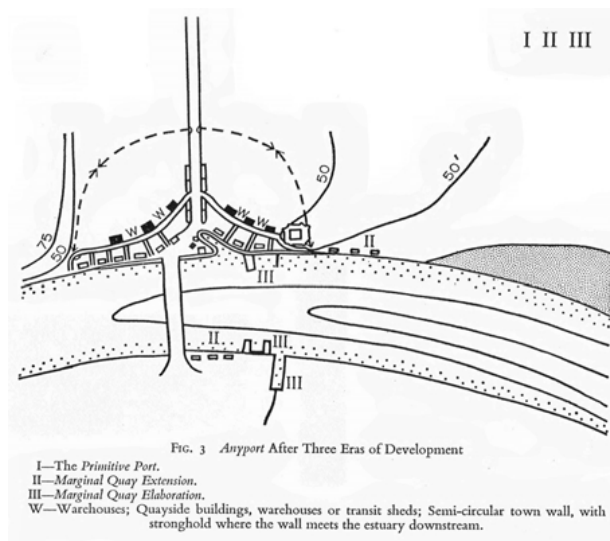 I II III
50
50'
75
50
W
W
W
W
II
III
II
III
III
FIG. 3 Anyport After Three Eras of Development
I—The Primitive Port.
II—Marginal Quay Extension.
III—Marginal Quay Elaboration.
W—Warehouses; Quayside buildings, warehouses or transit sheds; Semi-circular town wall, with
stronghold where the wall meets the estuary downstream.